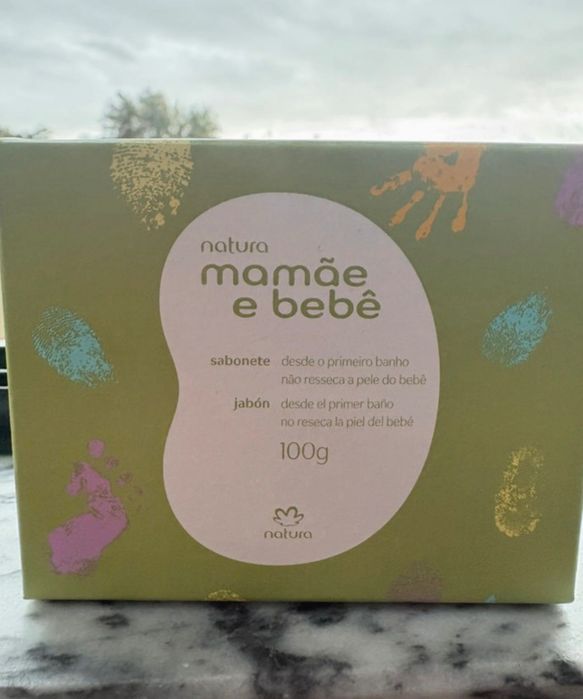 natura
mamãe
e bebê
sabonete desde o primeiro banho
não resseca a pele do bebê
jabón desde el primer baño
no reseca la piel del bebé
100g
natura